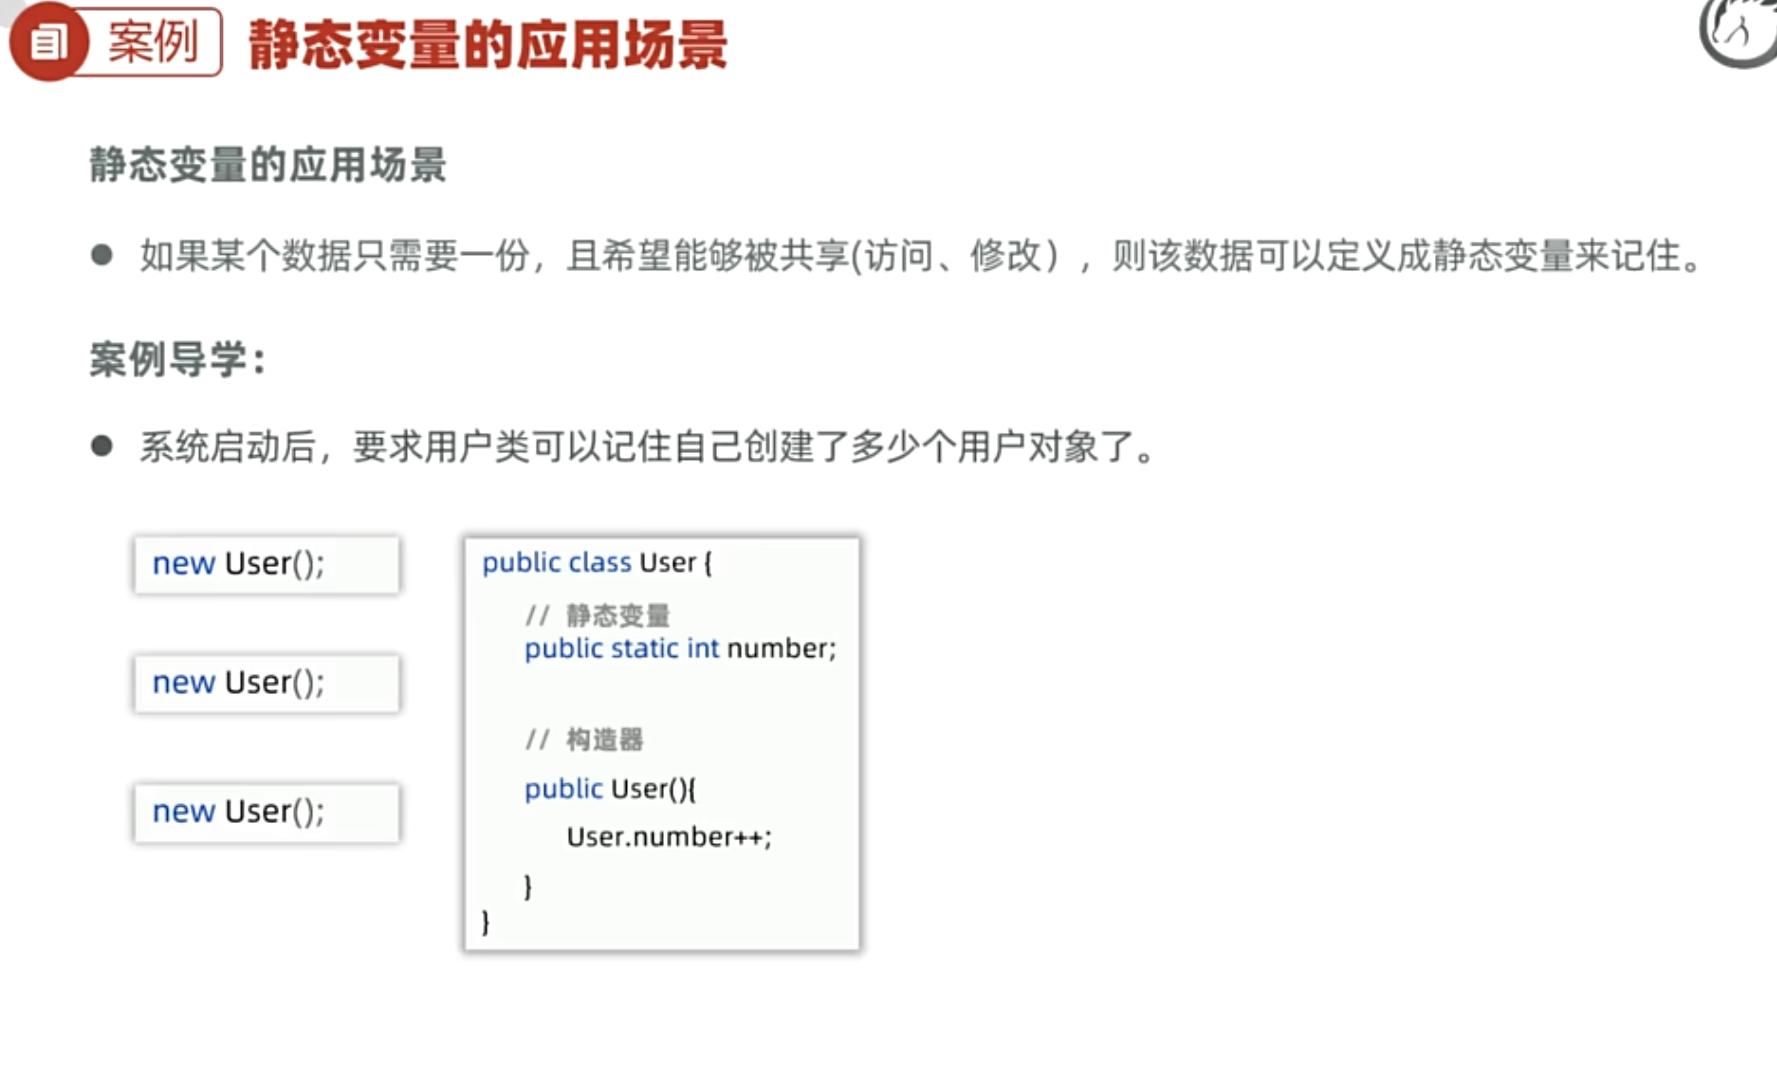 案例 静态变量的应用场景
静态变量的应用场景
● 如果某个数据只需要一份，且希望能够被共享(访问、修改），则该数据可以定义成静态变量来记住。
案例导学：
● 系统启动后，要求用户类可以记住自己创建了多少个用户对象了。
new User();
new User();
new User();
public class User {
// 静态变量
public static int number;
// 构造器
public User(){
User.number++;
}
}